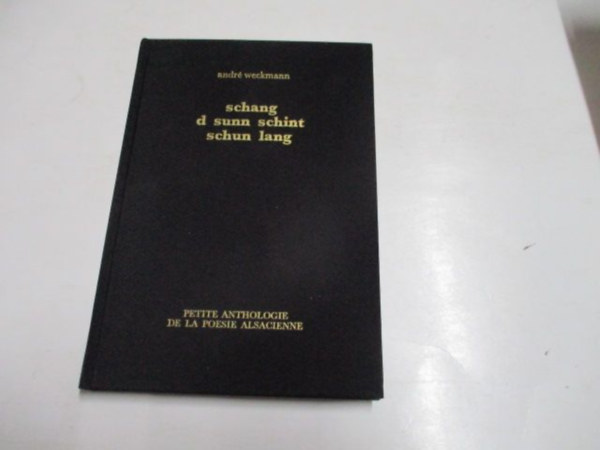 andré weckmann
schang
d sunn schint
schun lang
PETITE ANTHOLOGIE
DE LA POESIE ALSACIENNE